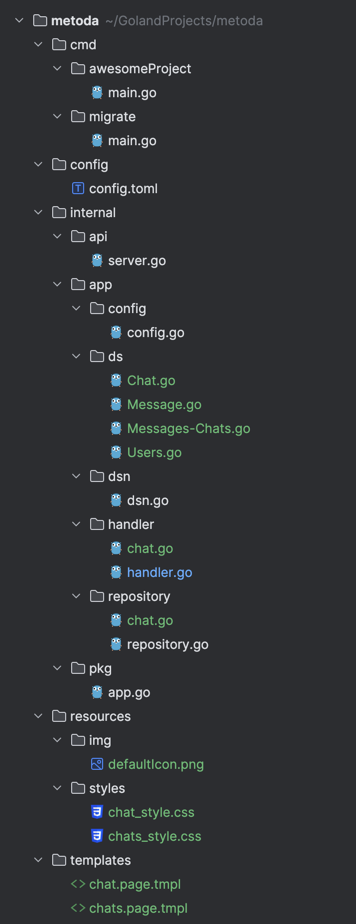 metoda ~/GolandProjects/metoda
cmd
awesomeProject
main.go
migrate
main.go
config
config.toml
internal
api
server.go
app
config
config.go
ds
Chat.go
Message.go
Messages-Chats.go
Users.go
dsn
dsn.go
handler
chat.go
handler.go
repository
chat.go
repository.go
pkg
app.go
resources
img
defaultIcon.png
styles
chat_style.css
chats_style.css
templates
chat.page.tmpl
chats.page.tmpl